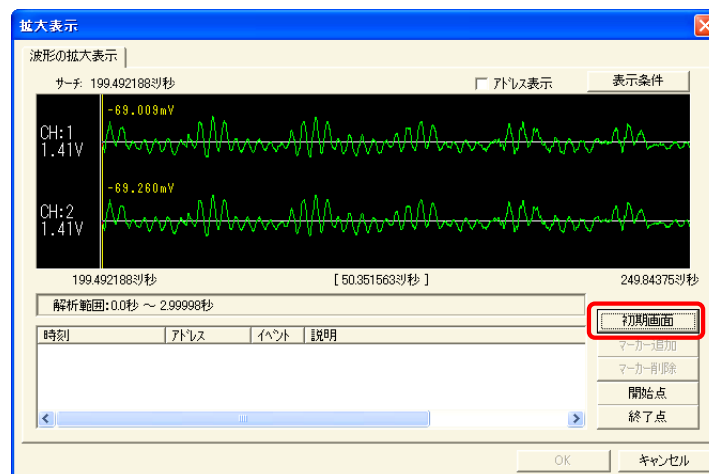 拡大表示
波形の拡大表示
サーチ: 199.492188ミリ秒
アドレス表示
表示条件
-69.009mV
CH:1
1.41V
-69.260mV
CH:2
1.41V
199.492188ミリ秒 [ 50.351563ミリ秒 ] 249.84375ミリ秒
解析範囲:0.0秒 ～ 2.99998秒
初期画面
時刻 アドレス イベント 説明
マーカー追加
マーカー削除
開始点
終了点
OK キャンセル